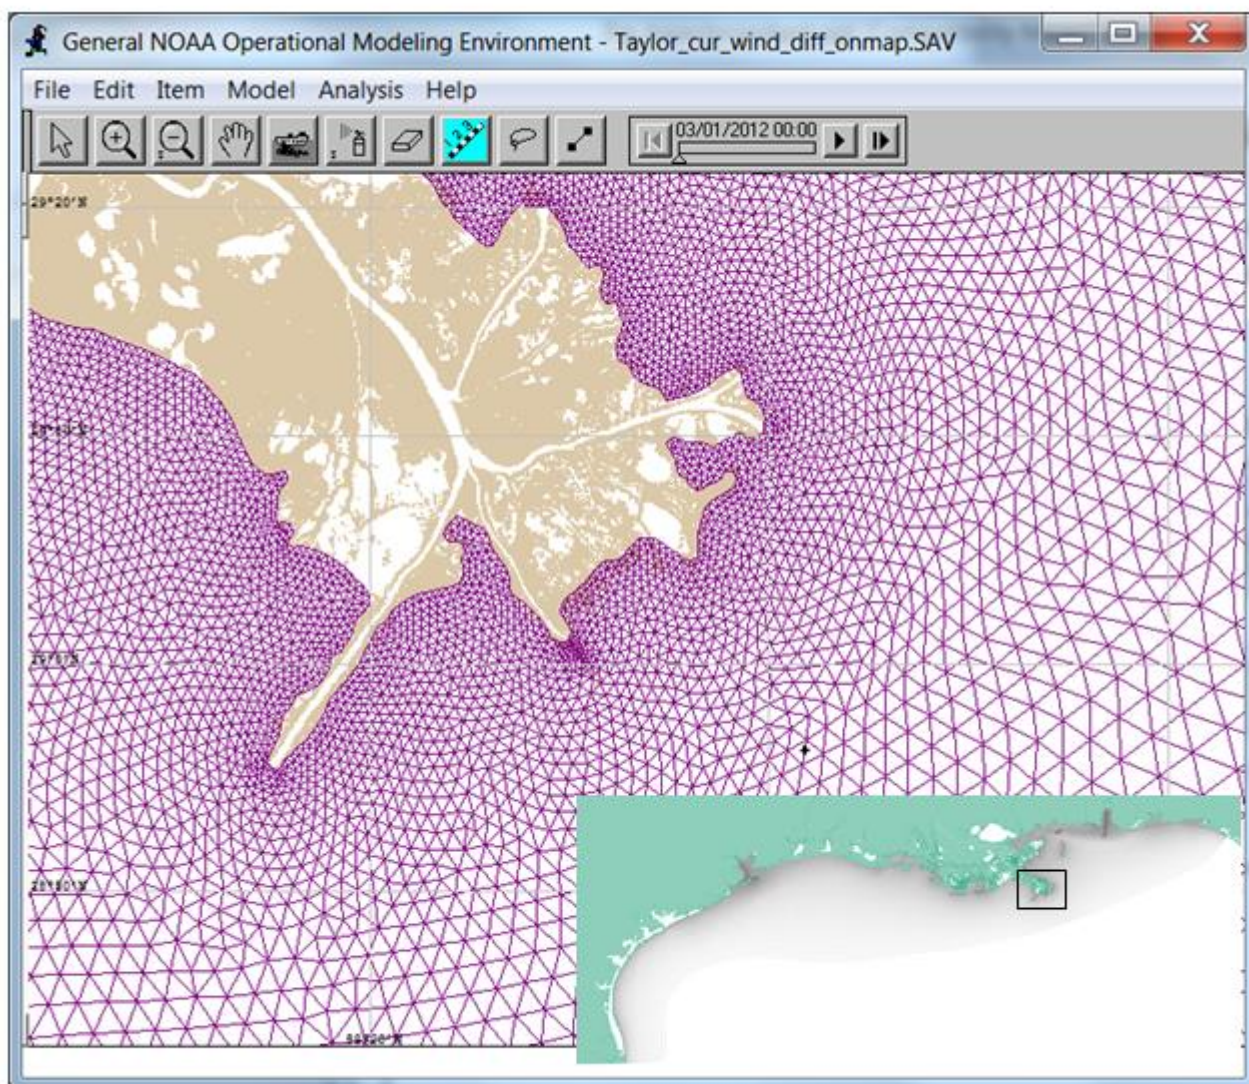 General NOAA Operational Modeling Environment - Taylor_cur_wind_diff_onmap.SAV
File Edit Item Model Analysis Help
03/01/2012 00:00
29°20'N